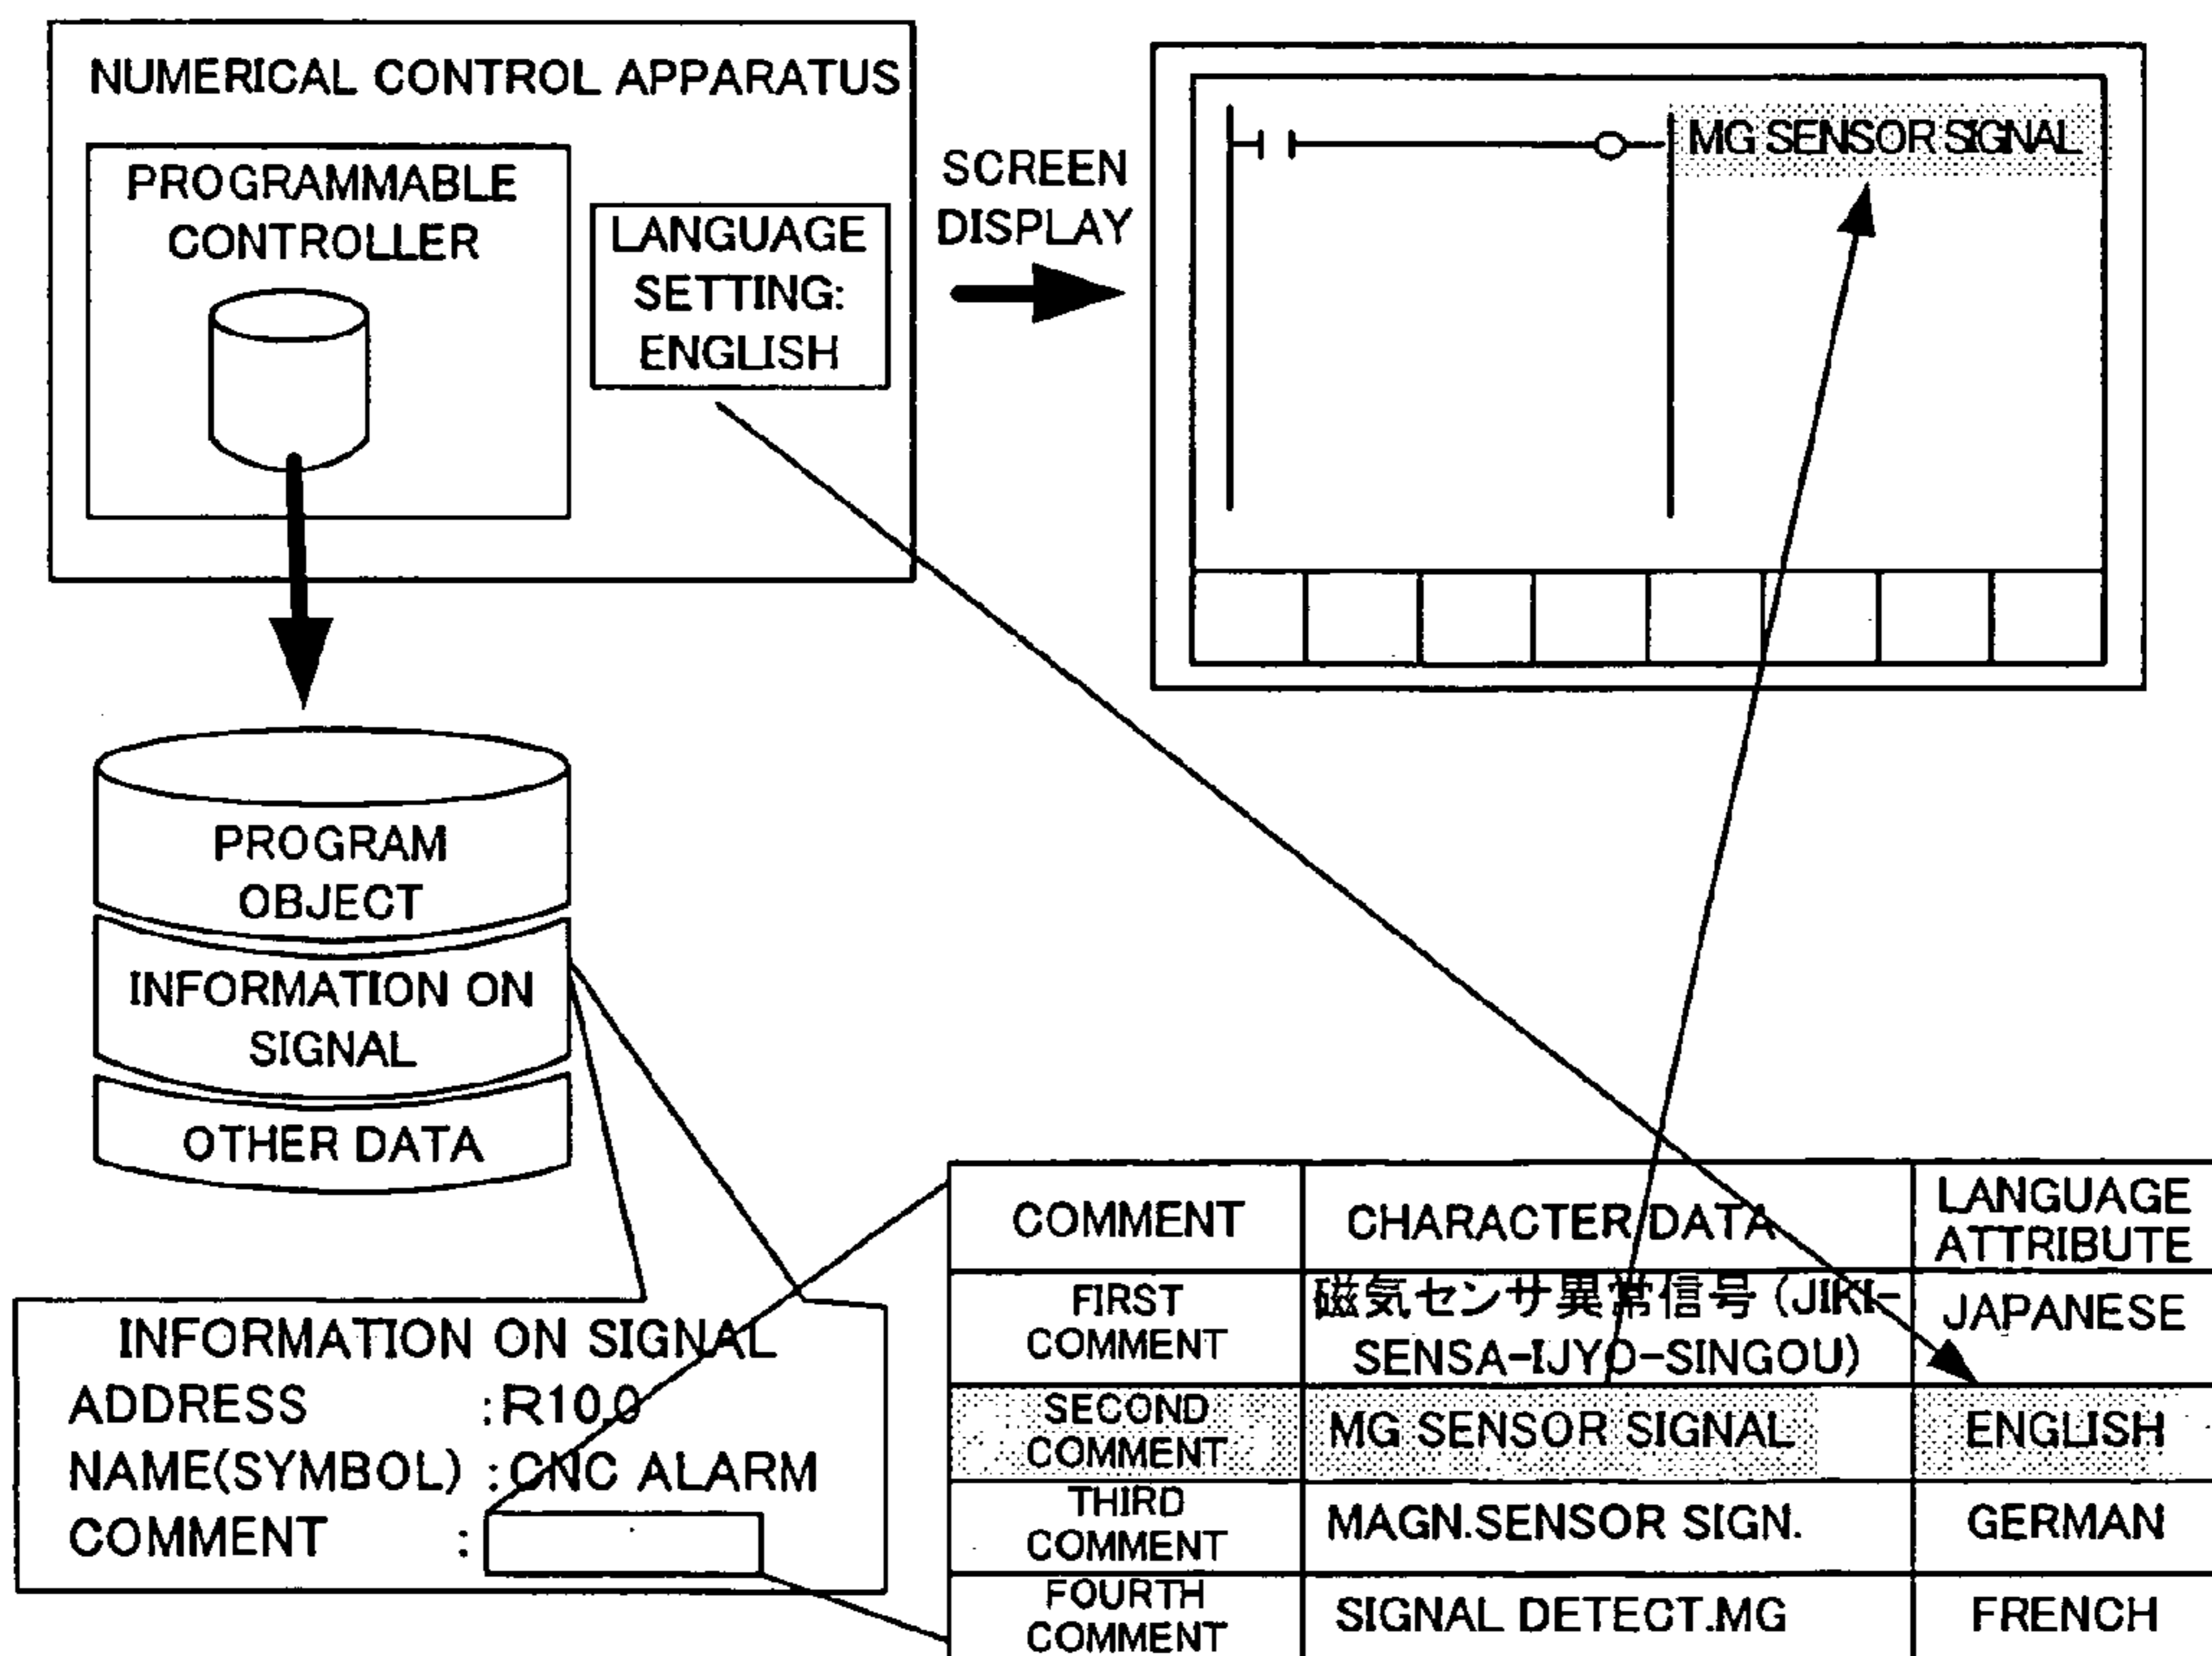 NUMERICAL CONTROL APPARATUS
PROGRAMMABLE
CONTROLLER
LANGUAGE
SETTING:
ENGLISH
SCREEN
DISPLAY
MG SENSOR SIGNAL
PROGRAM
OBJECT
INFORMATION ON
SIGNAL
OTHER DATA
INFORMATION ON SIGNAL
ADDRESS :R10.0
NAME(SYMBOL) :CNC ALARM
COMMENT :
COMMENT
CHARACTER DATA
LANGUAGE
ATTRIBUTE
FIRST
COMMENT
磁気センサ異常信号 (JIKI-
SENSA-IJYO-SINGOU)
JAPANESE
SECOND
COMMENT
MG SENSOR SIGNAL
ENGLISH
THIRD
COMMENT
MAGN.SENSOR SIGN.
GERMAN
FOURTH
COMMENT
SIGNAL DETECT.MG
FRENCH